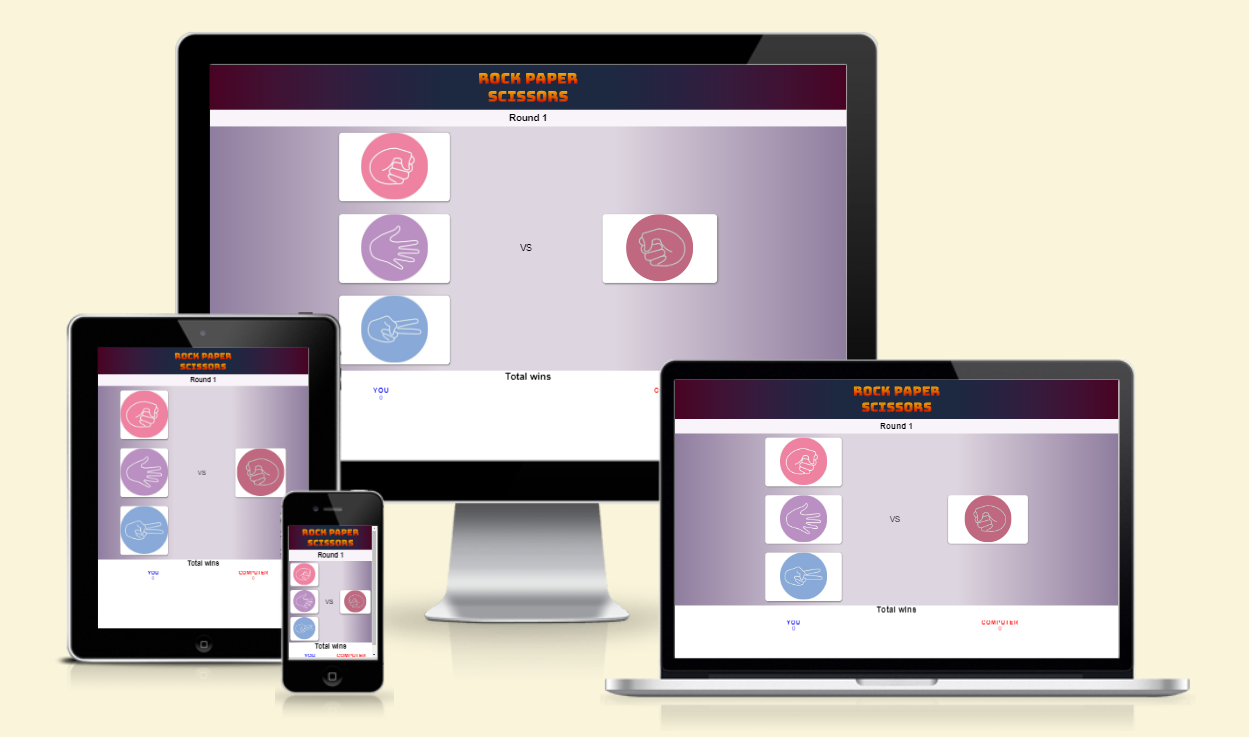 ROCK PAPER
SCISSORS
Round 1
VS
Total wins
YOU
0
C
ROCK PAPER
SCISSORS
Round 1
VS
Total wins
YOU
0
COMPUTER
0
ROCK PAPER
SCISSORS
Round 1
VS
Total wins
YOU
COMPUTER
ROCK PAPER
SCISSORS
Round 1
VS
Total wins
YOU
0
COMPUTER
0